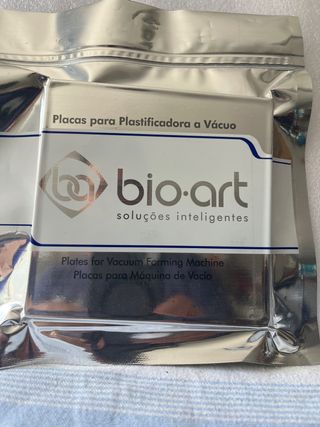 Placas para Plastificadora a Vácuo
ba
bio·art
soluções inteligentes
Plates for Vacuum Forming Machine
Placas para Máquina de Vacío